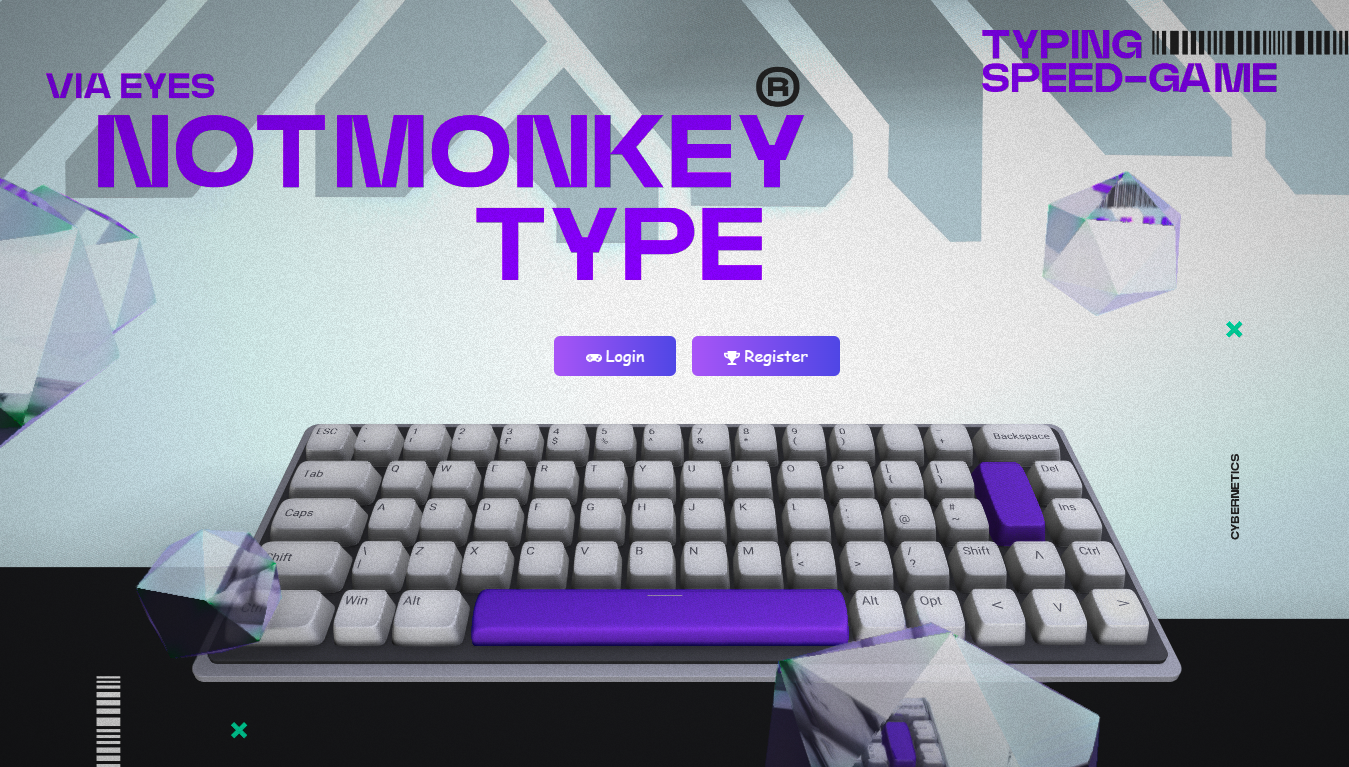 TYPING
SPEED-GAME
VIA EYES
®
NOTMONKEY
TYPE
Login
Register
ESC 1 2 3 £ 4 $ 5 % 6 ^ 7 & 8 * 9 ( 0 ) + Backspace
Tab Q W R T Y U I O P [ { ] } Del
Caps A S D F G H J K L @ # ~ Ins
Shift \ Z X C V B N M , < > / ? Shift Ctrl
Ctrl Win Alt Alt Opt < >
CYBERNETICS